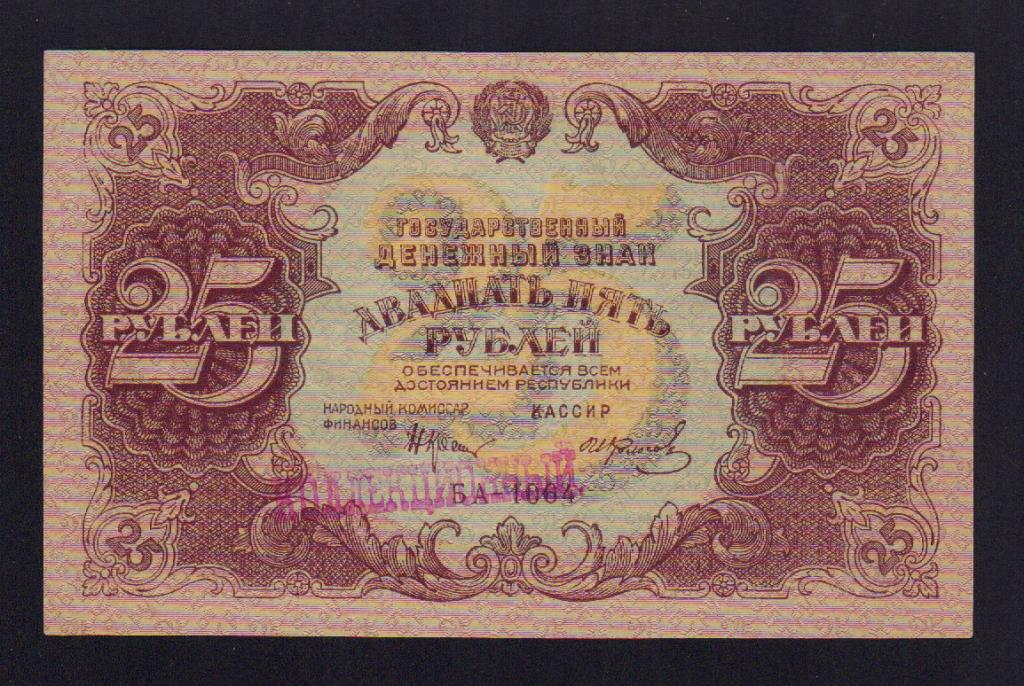 25
25
ГОСУДАРСТВЕННЫЙ
ДЕНЕЖНЫЙ ЗНАК
ДВАДЦАТЬ ПЯТЬ
РУБЛЕЙ
25
РУБЛЕЙ
25
РУБЛЕЙ
ОБЕСПЕЧИВАЕТСЯ ВСЕМ
ДОСТОЯНИЕМ РЕСПУБЛИКИ
НАРОДНЫЙ КОМИССАР
ФИНАНСОВ
КАССИР
КОЛЛЕКЦИОННЫЙ
БА-1064
25
25